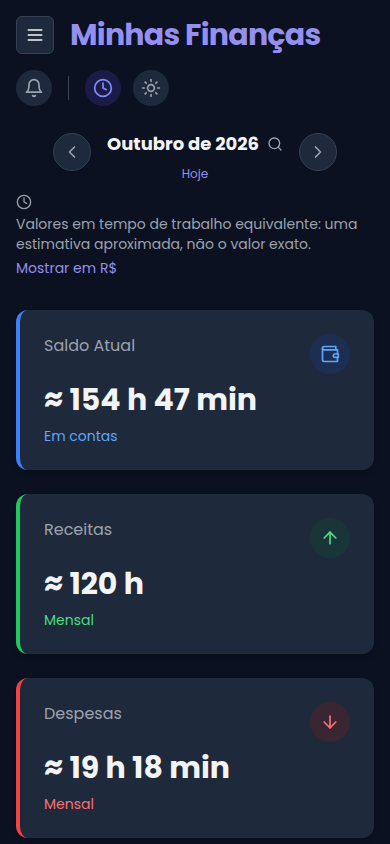 Minhas Finanças
Outubro de 2026
Hoje
Valores em tempo de trabalho equivalente: uma
estimativa aproximada, não o valor exato.
Mostrar em R$
Saldo Atual
≈ 154 h 47 min
Em contas
Receitas
≈ 120 h
Mensal
Despesas
≈ 19 h 18 min
Mensal